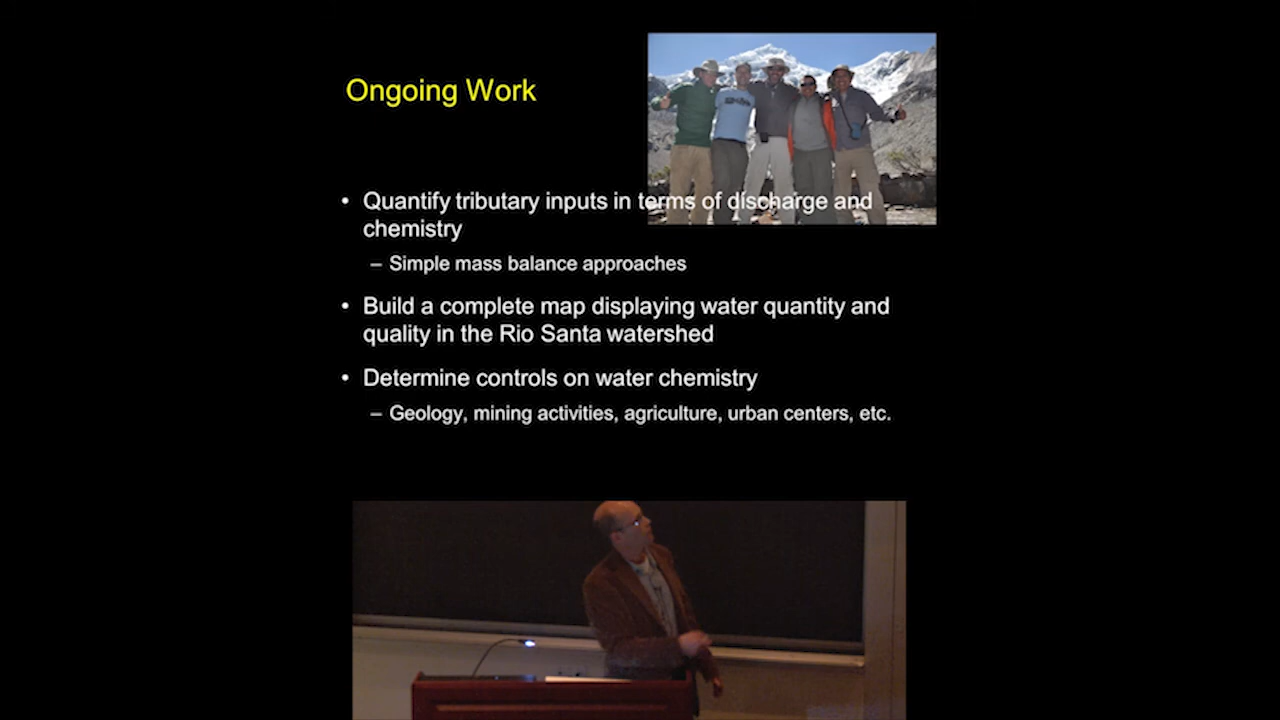 Ongoing Work
• Quantify tributary inputs in terms of discharge and
chemistry
– Simple mass balance approaches
• Build a complete map displaying water quantity and
quality in the Rio Santa watershed
• Determine controls on water chemistry
– Geology, mining activities, agriculture, urban centers, etc.